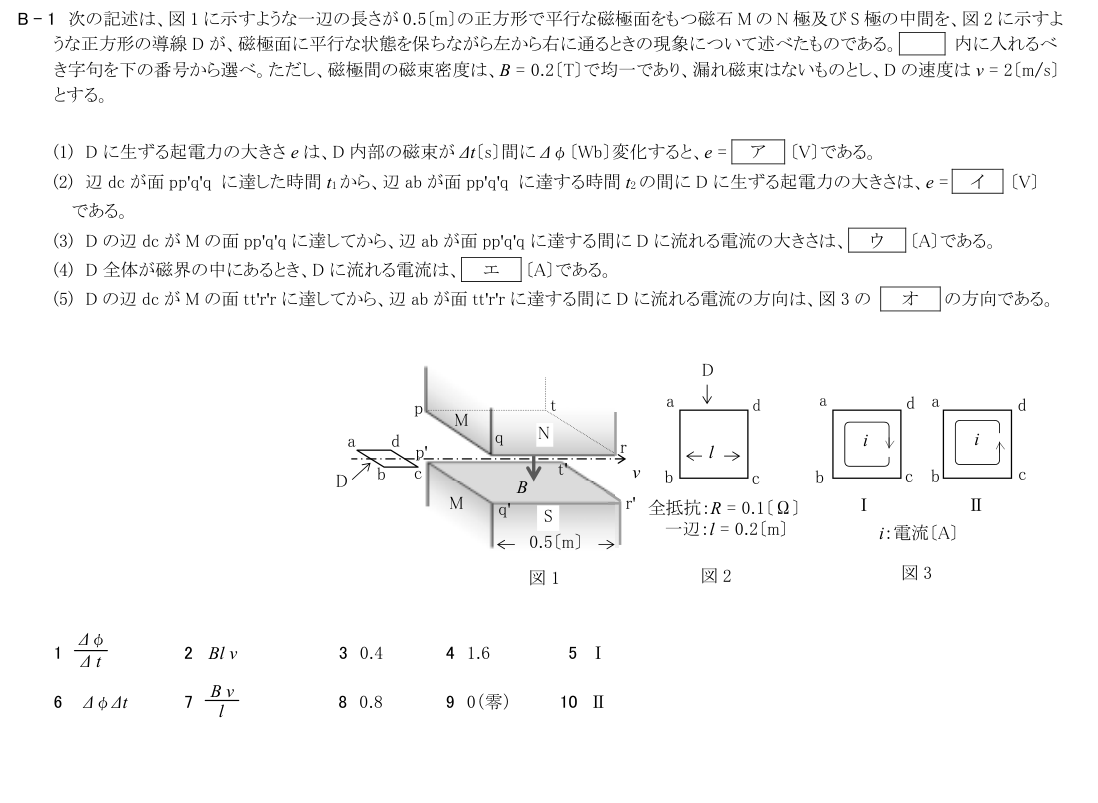 B－1 次の記述は、図1に示すような一辺の長さが0.5〔m〕の正方形で平行な磁極面をもつ磁石MのN極及びS極の中間を、図2に示すよ
うな正方形の導線Dが、磁極面に平行な状態を保ちながら左から右に通るときの現象について述べたものである。□内に入れるべ
き字句を下の番号から選べ。ただし、磁極間の磁束密度は、B = 0.2〔T〕で均一であり、漏れ磁束はないものとし、Dの速度はv = 2〔m/s〕
とする。
(1) Dに生ずる起電力の大きさeは、D内部の磁束がΔt〔s〕間にΔφ〔Wb〕変化すると、e = ア 〔V〕である。
(2) 辺dcが面pp'q'qに達した時間t1から、辺abが面pp'q'qに達する時間t2の間にDに生ずる起電力の大きさは、e = イ 〔V〕
である。
(3) Dの辺dcがMの面pp'q'qに達してから、辺abが面pp'q'qに達する間にDに流れる電流の大きさは、 ウ 〔A〕である。
(4) D全体が磁界の中にあるとき、Dに流れる電流は、 エ 〔A〕である。
(5) Dの辺dcがMの面tt'r'rに達してから、辺abが面tt'r'rに達する間にDに流れる電流の方向は、図3の オ の方向である。
p M t N q r
a d p' b c D t' v B
M q' S r'
0.5〔m〕
図1
D
a d
l
b c
全抵抗：R = 0.1〔Ω〕
一辺：l = 0.2〔m〕
図2
a d a d
i i
b c b c
Ⅰ Ⅱ
i：電流〔A〕
図3
1 Δφ/Δt 2 Blv 3 0.4 4 1.6 5 Ⅰ
6 ΔφΔt 7 Bv/l 8 0.8 9 0（零） 10 Ⅱ